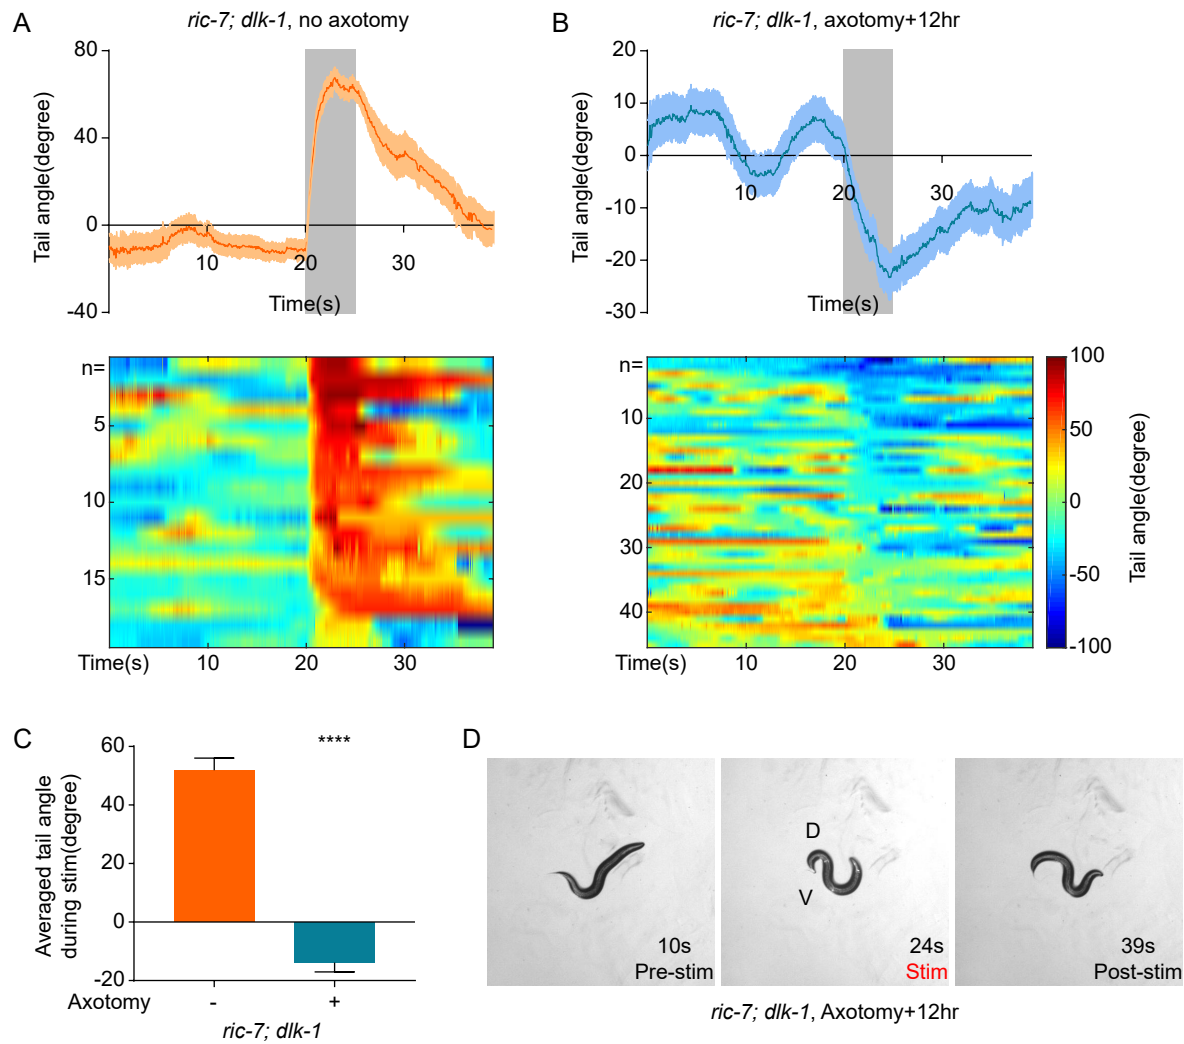 A
ric-7; dlk-1, no axotomy
80
40
0
-40
Tail angle(degree)
10
20
30
Time(s)
B
ric-7; dlk-1, axotomy+12hr
20
10
0
-10
-20
-30
Tail angle(degree)
10
20
30
Time(s)
n=
5
10
15
Time(s)
10
20
30
n=
10
20
30
40
Time(s)
10
20
30
100
50
0
-50
-100
Tail angle(degree)
C
60
40
20
0
-20
Averaged tail angle
during stim(degree)
****
Axotomy
-
+
ric-7; dlk-1
D
10s
Pre-stim
D
V
24s
Stim
39s
Post-stim
ric-7; dlk-1, Axotomy+12hr